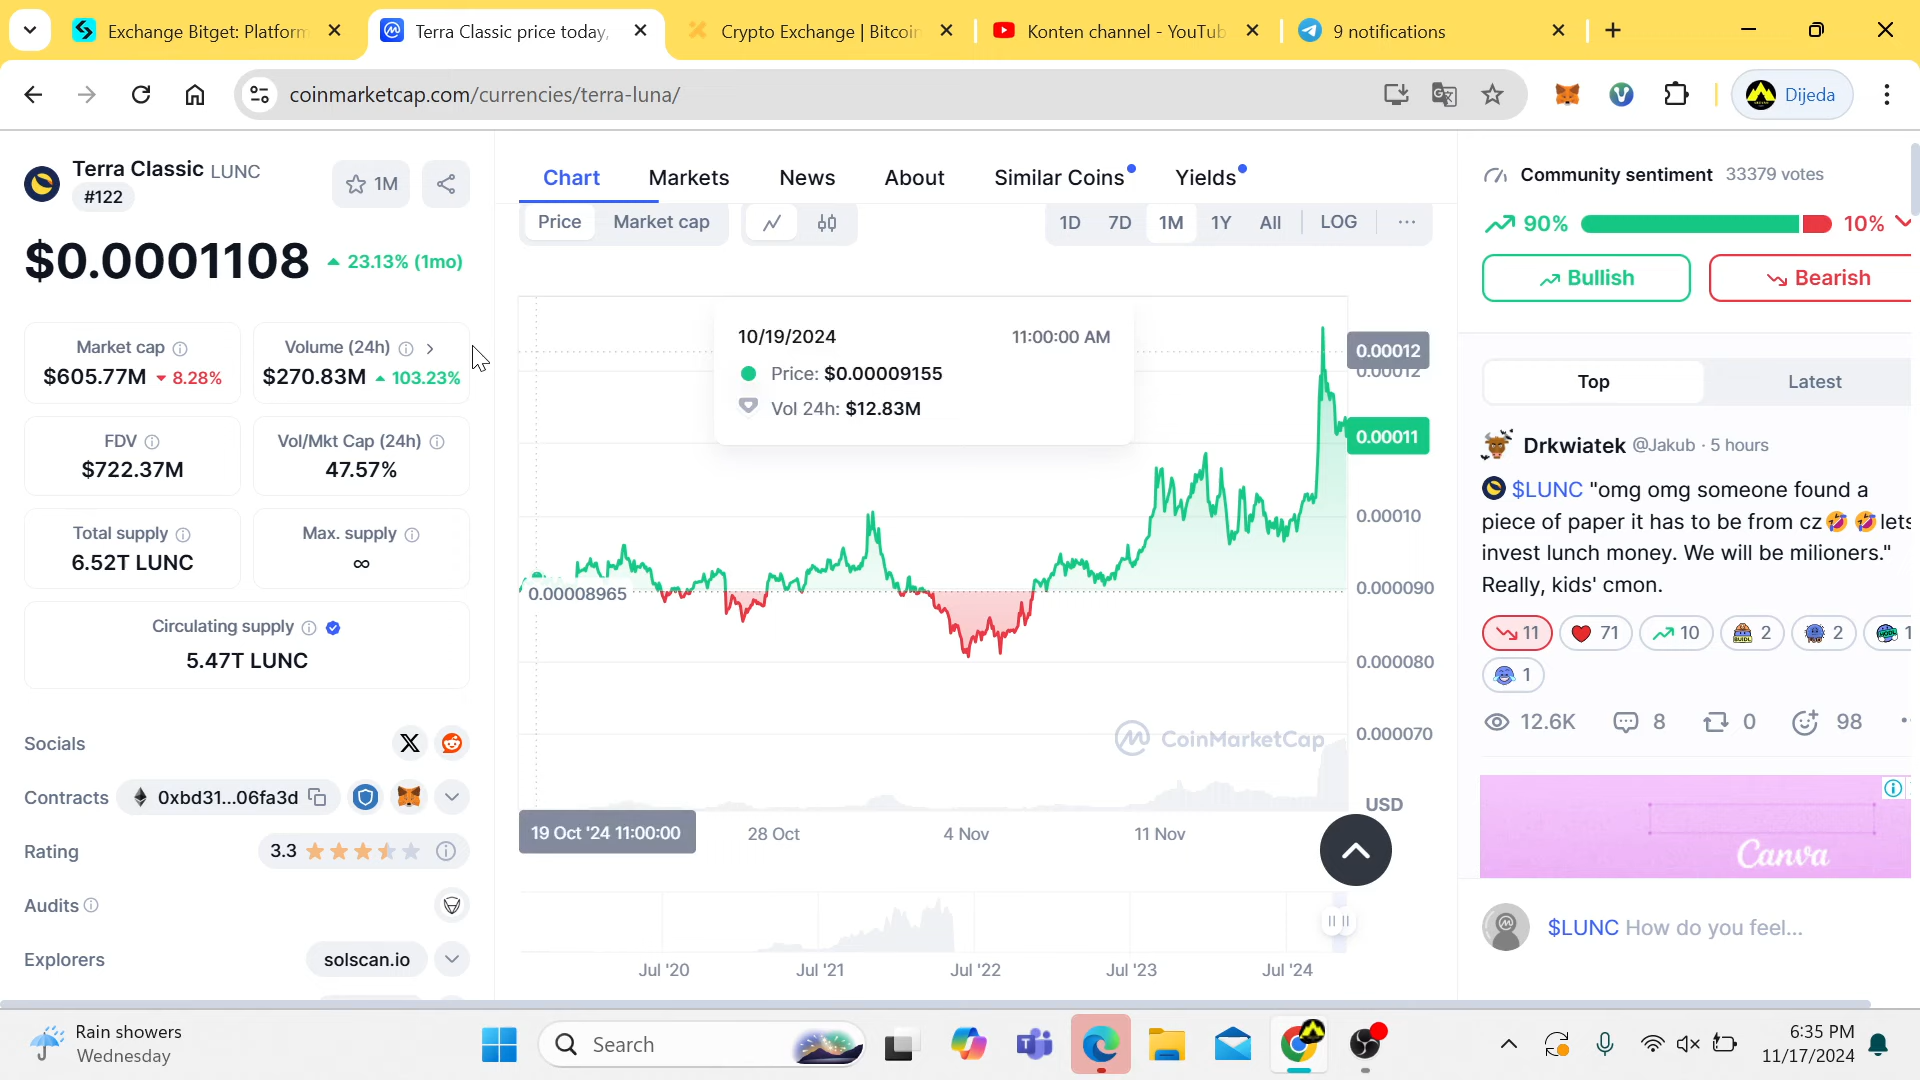 Exchange Bitget: Platform
Terra Classic price today,
Crypto Exchange | Bitcoin
Konten channel - YouTub
9 notifications
coinmarketcap.com/currencies/terra-luna/
Dijeda
Terra Classic LUNC
#122
1M
$0.0001108
23.13% (1mo)
Market cap
$605.77M 8.28%
Volume (24h)
$270.83M 103.23%
FDV
$722.37M
Vol/Mkt Cap (24h)
47.57%
Total supply
6.52T LUNC
Max. supply
∞
Circulating supply
5.47T LUNC
Socials
Contracts 0xbd31...06fa3d
Rating 3.3
Audits
Explorers solscan.io
Chart Markets News About Similar Coins Yields
Price Market cap
1D 7D 1M 1Y All LOG ...
10/19/2024 11:00:00 AM
Price: $0.00009155
Vol 24h: $12.83M
0.00012
0.00012
0.00011
0.00010
0.000090
0.000080
0.000070
0.00008965
CoinMarketCap
USD
19 Oct '24 11:00:00
28 Oct
4 Nov
11 Nov
Jul '20
Jul '21
Jul '22
Jul '23
Jul '24
Community sentiment 33379 votes
90%
10%
Bullish
Bearish
Top
Latest
Drkwiatek @Jakub · 5 hours
$LUNC "omg omg someone found a
piece of paper it has to be from cz🤣 🤣lets
invest lunch money. We will be milioners."
Really, kids' cmon.
11 71 10 2 2 1
1
12.6K 8 0 98
Canva
$LUNC How do you feel...
Rain showers
Wednesday
Search
6:35 PM
11/17/2024